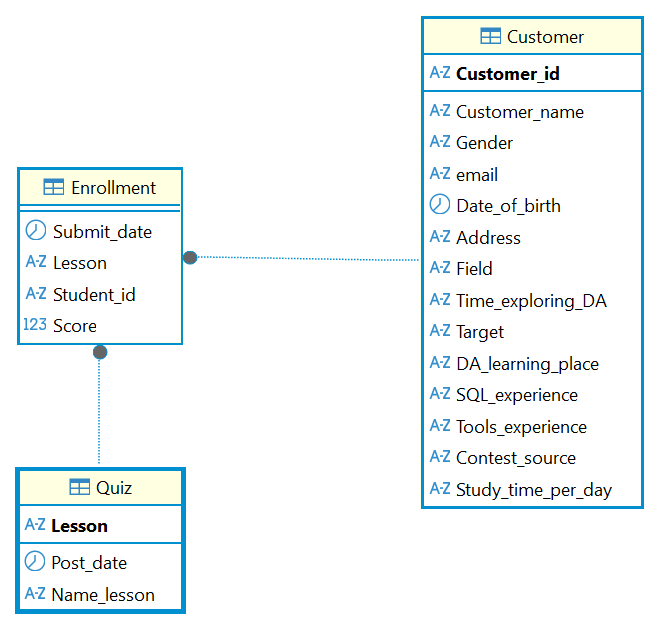 Customer
A-Z Customer_id
A-Z Customer_name
A-Z Gender
A-Z email
Date_of_birth
A-Z Address
A-Z Field
A-Z Time_exploring_DA
A-Z Target
A-Z DA_learning_place
A-Z SQL_experience
A-Z Tools_experience
A-Z Contest_source
A-Z Study_time_per_day
Enrollment
Submit_date
A-Z Lesson
A-Z Student_id
123 Score
Quiz
A-Z Lesson
Post_date
A-Z Name_lesson